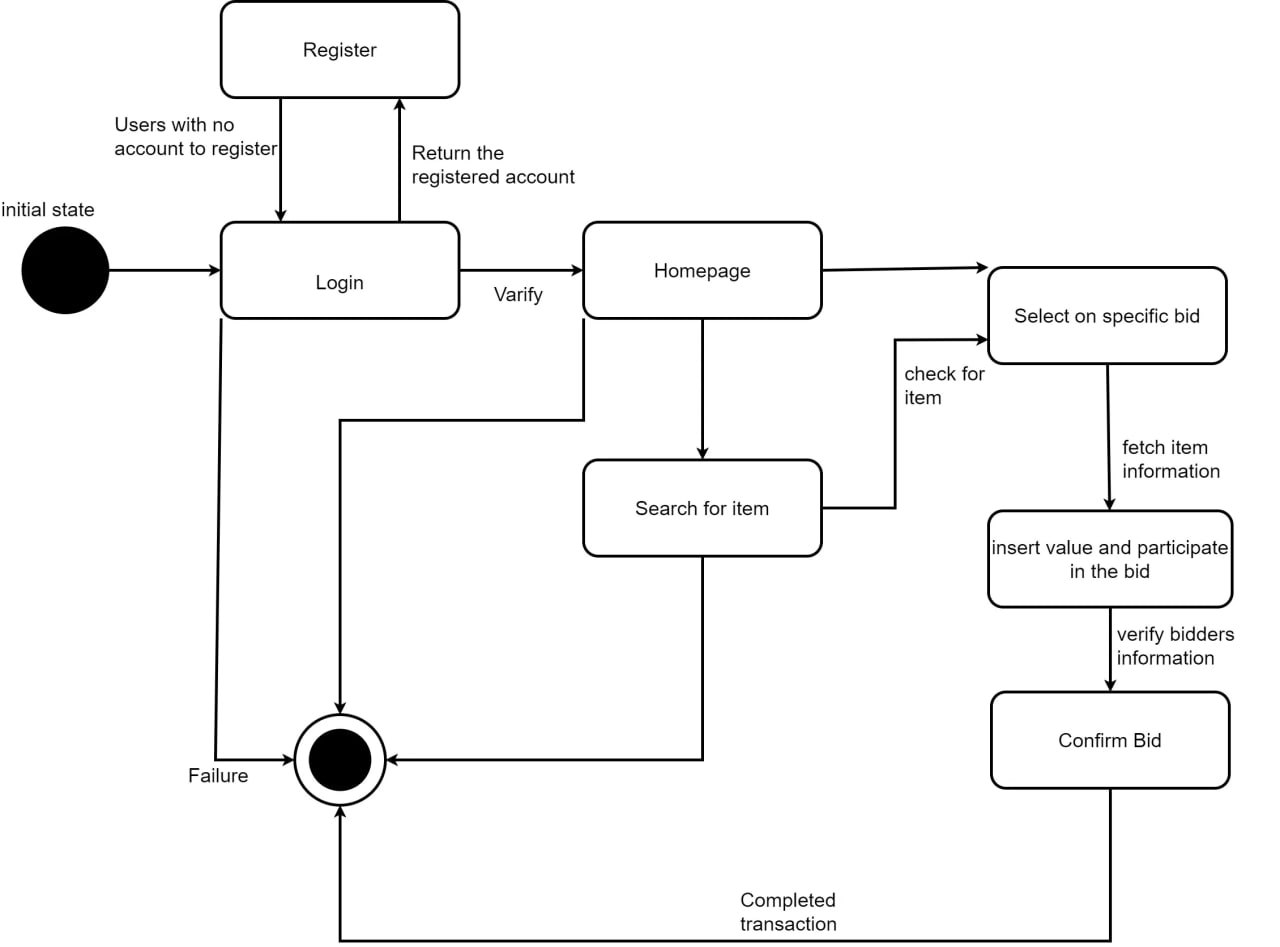 Register
Users with no
account to register
Return the
registered account
initial state
Login
Varify
Homepage
Select on specific bid
check for
item
fetch item
information
Search for item
insert value and participate
in the bid
verify bidders
information
Confirm Bid
Failure
Completed
transaction